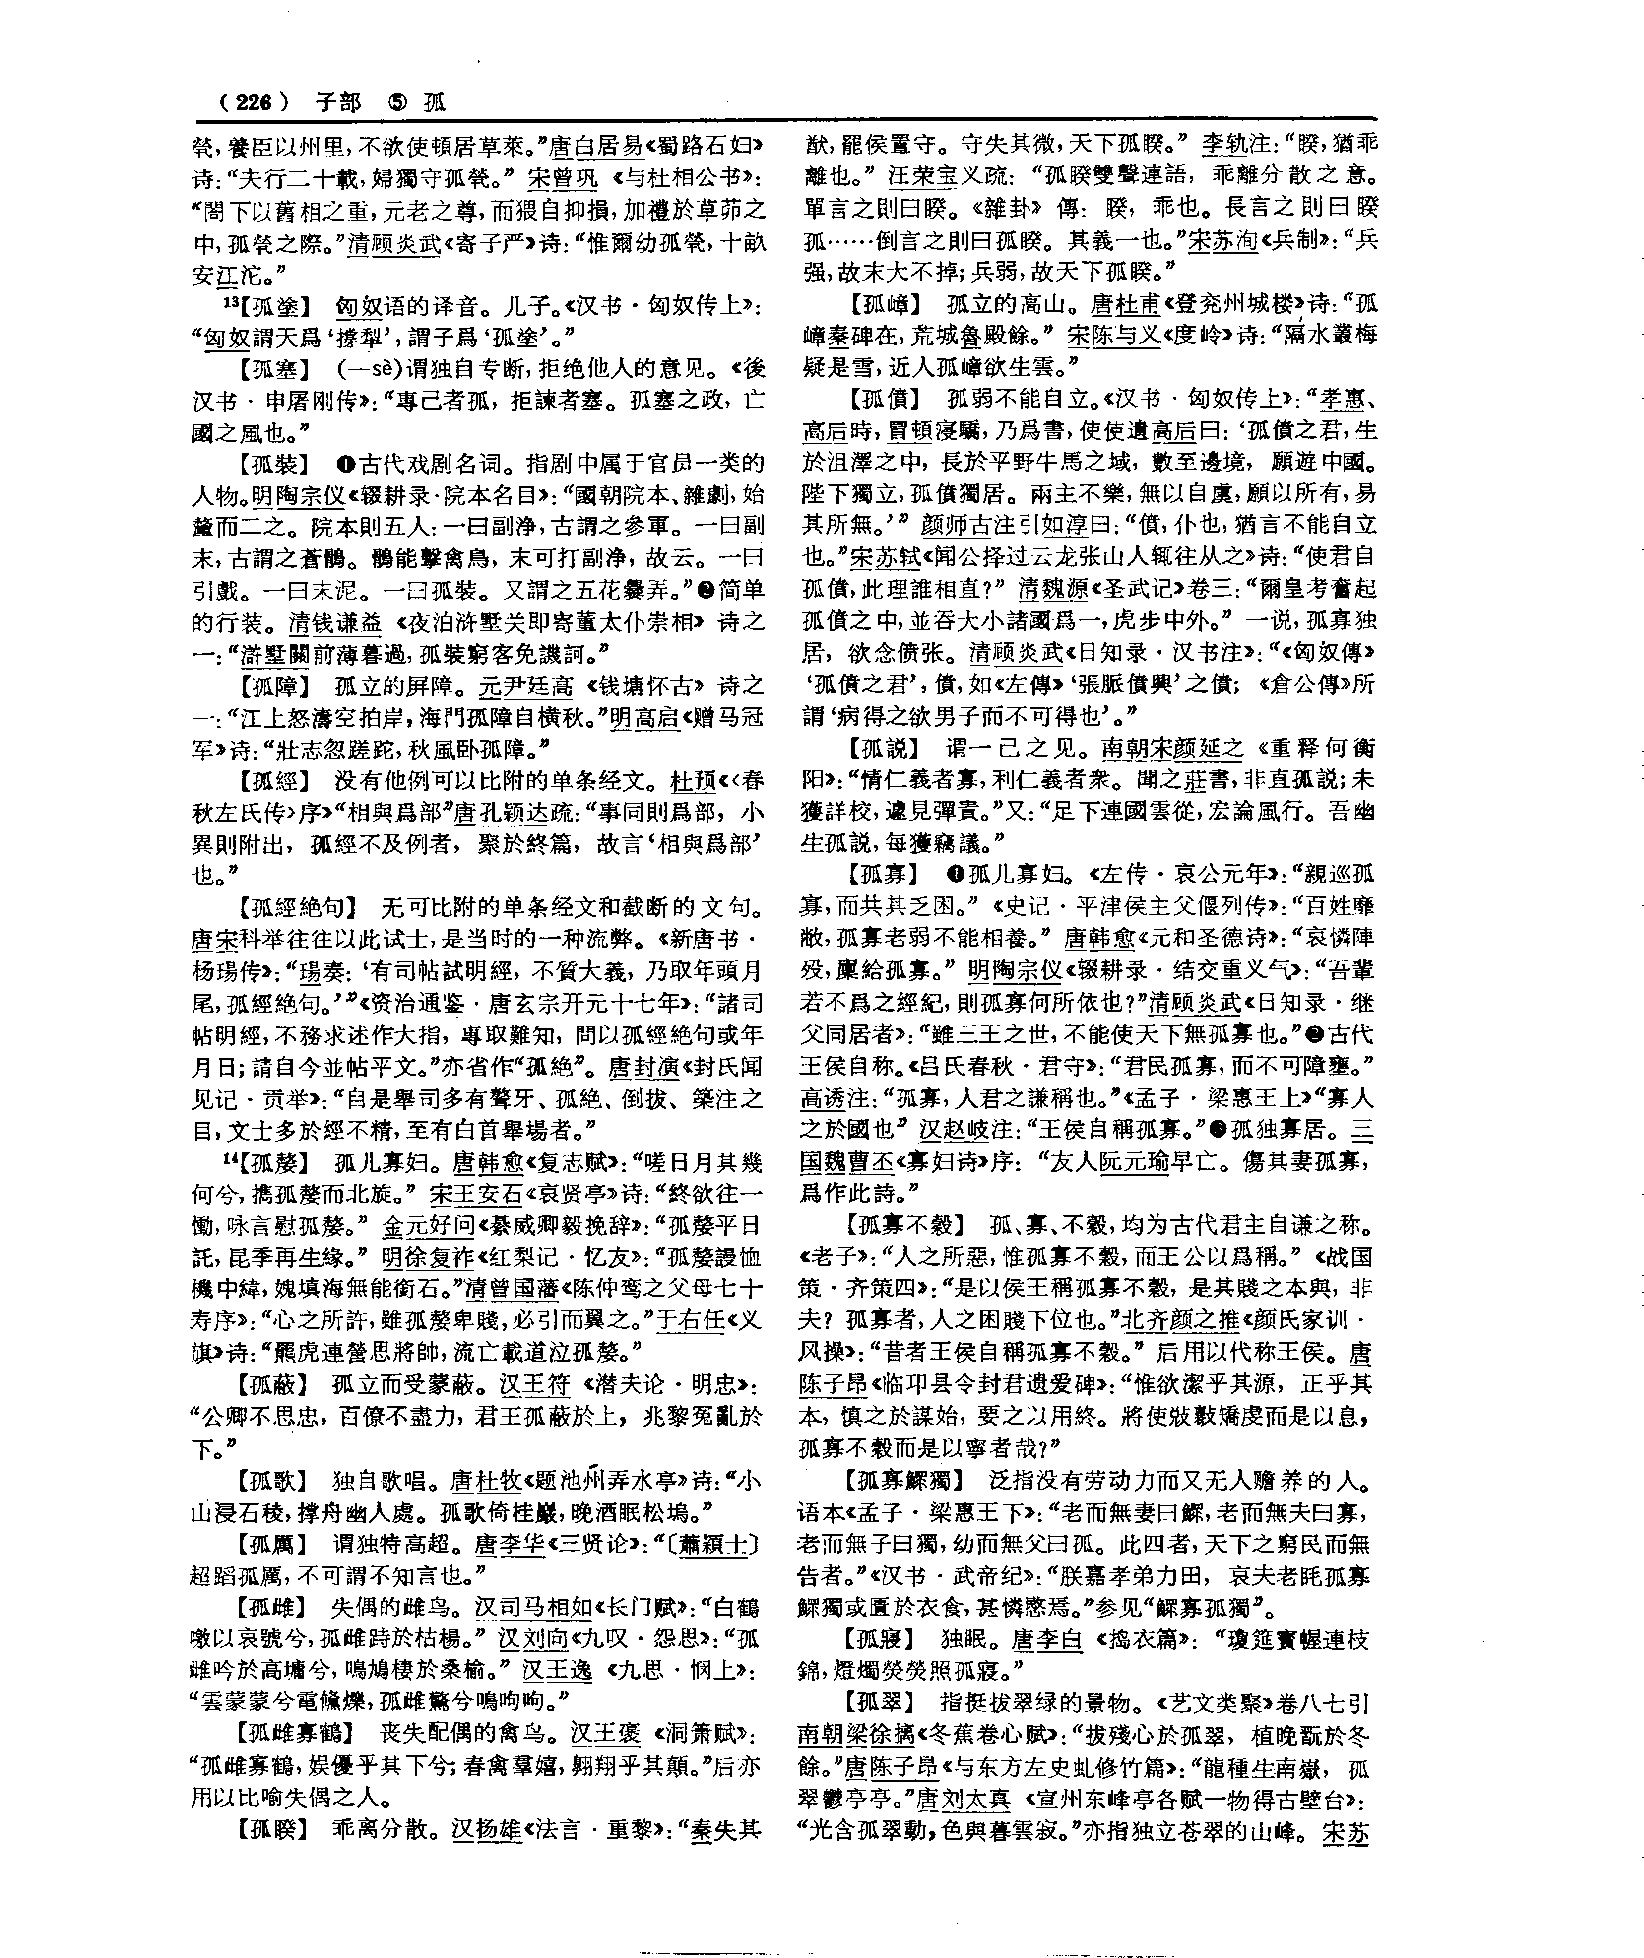 （226） 子部 ⑤ 孤
煢，養臣以州里，不欲使頓居草萊。”唐白居易《蜀路石妇》
诗：“夫行二十載，婦獨守孤煢。” 宋曾巩《与杜相公书》：
“閤下以舊相之重，元老之尊，而猥自抑損，加禮於草茆之
中，孤煢之際。”清顾炎武《寄子严》诗：“惟爾幼孤煢，十畝
安江沱。”
¹³【孤塗】 匈奴语的译音。儿子。《汉书·匈奴传上》：
“匈奴謂天爲‘撐犁’，謂子爲‘孤塗’。”
【孤塞】 （—sè）谓独自专断，拒绝他人的意见。《後
汉书·申屠刚传》：“專己者孤，拒諫者塞。孤塞之政，亡
國之風也。”
【孤裝】 ❶古代戏剧名词。指剧中属于官员一类的
人物。明陶宗仪《辍耕录·院本名目》：“國朝院本、雜劇，始
釐而二之。院本則五人：一曰副浄，古謂之參軍。一曰副
末，古謂之蒼鶻。鶻能擊禽鳥，末可打副浄，故云。一曰
引戲。一曰末泥。一曰孤裝。又謂之五花爨弄。”❷简单
的行装。清钱谦益《夜泊浒墅关即寄董太仆崇相》诗之
一：“滸墅關前薄暮過，孤裝窮客免譏訶。”
【孤障】 孤立的屏障。元尹廷高《钱塘怀古》诗之
一：“江上怒濤空拍岸，海門孤障自横秋。”明高启《赠马冠
军》诗：“壯志忽蹉跎，秋風卧孤障。”
【孤經】 没有他例可以比附的单条经文。杜预《〈春
秋左氏传〉序》“相與爲部”唐孔颖达疏：“事同則爲部，小
異則附出，孤經不及例者，聚於終篇，故言‘相與爲部’
也。”
【孤經絶句】 无可比附的单条经文和截断的文句。
唐宋科举往往以此试士，是当时的一种流弊。《新唐书·
杨瑒传》：“瑒奏：‘有司帖試明經，不質大義，乃取年頭月
尾，孤經絶句。’”《资治通鉴·唐玄宗开元十七年》：“諸司
帖明經，不務求述作大指，專取難知，問以孤經絶句或年
月日；請自今並帖平文。”亦省作“孤絶”。唐封演《封氏闻
见记·贡举》：“自是舉司多有聱牙、孤絶、倒拔、築注之
目，文士多於經不精，至有白首舉場者。”
¹⁴【孤嫠】 孤儿寡妇。唐韩愈《复志赋》：“嗟日月其幾
何兮，攜孤嫠而北旋。” 宋王安石《哀贤亭》诗：“終欲往一
慟，咏言慰孤嫠。” 金元好问《綦威卿毅挽辞》：“孤嫠平日
託，昆季再生緣。” 明徐复祚《红梨记·忆友》：“孤嫠謾恤
機中緯，媿填海無能銜石。”清曾国藩《陈仲鸾之父母七十
寿序》：“心之所許，雖孤嫠卑賤，必引而翼之。”于右任《义
旗》诗：“羆虎連營思將帥，流亡載道泣孤嫠。”
【孤蔽】 孤立而受蒙蔽。汉王符《潜夫论·明忠》：
“公卿不思忠，百僚不盡力，君王孤蔽於上，兆黎冤亂於
下。”
【孤歌】 独自歌唱。唐杜牧《题池州弄水亭》诗：“小
山浸石稜，撐舟幽人處。孤歌倚桂巖，晚酒眠松塢。”
【孤厲】 谓独特高超。唐李华《三贤论》：“〔蕭潁士〕
超蹈孤厲，不可謂不知言也。”
【孤雌】 失偶的雌鸟。汉司马相如《长门赋》：“白鶴
噭以哀號兮，孤雌跱於枯楊。” 汉刘向《九叹·怨思》：“孤
雌吟於高墉兮，鳴鳩棲於桑榆。” 汉王逸《九思·悯上》：
“雲蒙蒙兮電儵爍，孤雌驚兮鳴呴呴。”
【孤雌寡鶴】 丧失配偶的禽鸟。汉王褒《洞箫赋》：
“孤雌寡鶴，娱優乎其下兮；春禽羣嬉，翱翔乎其顛。”后亦
用以比喻失偶之人。
【孤睽】 乖离分散。汉扬雄《法言·重黎》：“秦失其
猷，罷侯置守。守失其微，天下孤睽。” 李轨注：“睽，猶乖
離也。” 汪荣宝义疏：“孤睽雙聲連語，乖離分散之意。
單言之則曰睽。《雜卦》傳：睽，乖也。長言之則曰睽
孤……倒言之則曰孤睽。其義一也。”宋苏洵《兵制》：“兵
强，故末大不掉；兵弱，故天下孤睽。”
【孤嶂】 孤立的高山。唐杜甫《登兖州城楼》诗：“孤
嶂秦碑在，荒城魯殿餘。” 宋陈与义《度岭》诗：“隔水叢梅
疑是雪，近人孤嶂欲生雲。”
【孤僨】 孤弱不能自立。《汉书·匈奴传上》：“孝惠、
高后時，冒頓寖驕，乃爲書，使使遺高后曰：‘孤僨之君，生
於沮澤之中，長於平野牛馬之域，數至邊境，願遊中國。
陛下獨立，孤僨獨居。兩主不樂，無以自虞，願以所有，易
其所無。’” 颜师古注引如淳曰：“僨，仆也，猶言不能自立
也。”宋苏轼《闻公择过云龙张山人辄往从之》诗：“使君自
孤僨，此理誰相直？” 清魏源《圣武记》卷三：“爾皇考奮起
孤僨之中，並吞大小諸國爲一，虎步中外。” 一说，孤寡独
居，欲念偾张。清顾炎武《日知录·汉书注》：“《匈奴傳》
‘孤僨之君’，僨，如《左傳》‘張脈僨興’之僨；《倉公傳》所
謂‘病得之欲男子而不可得也’。”
【孤説】 谓一己之见。南朝宋颜延之《重释何衡
阳》：“情仁義者寡，利仁義者衆。聞之莊書，非直孤説；未
獲詳校，遽見彈責。”又：“足下連國雲從，宏論風行。吾幽
生孤説，每獲竊議。”
【孤寡】 ❶孤儿寡妇。《左传·哀公元年》：“親巡孤
寡，而共其乏困。”《史记·平津侯主父偃列传》：“百姓靡
敝，孤寡老弱不能相養。” 唐韩愈《元和圣德诗》：“哀憐陣
殁，廩給孤寡。” 明陶宗仪《辍耕录·结交重义气》：“吾輩
若不爲之經紀，則孤寡何所依也？”清顾炎武《日知录·继
父同居者》：“雖三王之世，不能使天下無孤寡也。”❷古代
王侯自称。《吕氏春秋·君守》：“君民孤寡，而不可障壅。”
高诱注：“孤寡，人君之謙稱也。”《孟子·梁惠王上》“寡人
之於國也” 汉赵岐注：“王侯自稱孤寡。”❸孤独寡居。三
国魏曹丕《寡妇诗》序：“友人阮元瑜早亡。傷其妻孤寡，
爲作此詩。”
【孤寡不穀】 孤、寡、不穀，均为古代君主自谦之称。
《老子》：“人之所惡，惟孤寡不穀，而王公以爲稱。”《战国
策·齐策四》：“是以侯王稱孤寡不穀，是其賤之本與，非
夫？孤寡者，人之困賤下位也。”北齐颜之推《颜氏家训·
风操》：“昔者王侯自稱孤寡不穀。” 后用以代称王侯。唐
陈子昂《临邛县令封君遗爱碑》：“惟欲潔乎其源，正乎其
本，慎之於謀始，要之以用終。將使敚斁矯虔而是以息，
孤寡不穀而是以寧者哉？”
【孤寡鰥獨】 泛指没有劳动力而又无人赡养的人。
语本《孟子·梁惠王下》：“老而無妻曰鰥，老而無夫曰寡，
老而無子曰獨，幼而無父曰孤。此四者，天下之窮民而無
告者。”《汉书·武帝纪》：“朕嘉孝弟力田，哀夫老眊孤寡
鰥獨或匱於衣食，甚憐愍焉。”参见“鰥寡孤獨”。
【孤寢】 独眠。唐李白《捣衣篇》：“瓊筵寶幄連枝
錦，燈燭熒熒照孤寢。”
【孤翠】 指挺拔翠绿的景物。《艺文类聚》卷八七引
南朝梁徐摛《冬蕉卷心赋》：“拔殘心於孤翠，植晚翫於冬
餘。”唐陈子昂《与东方左史虬修竹篇》：“龍種生南嶽，孤
翠鬱亭亭。”唐刘太真《宣州东峰亭各赋一物得古壁台》：
“光含孤翠動，色與暮雲寂。”亦指独立苍翠的山峰。宋苏